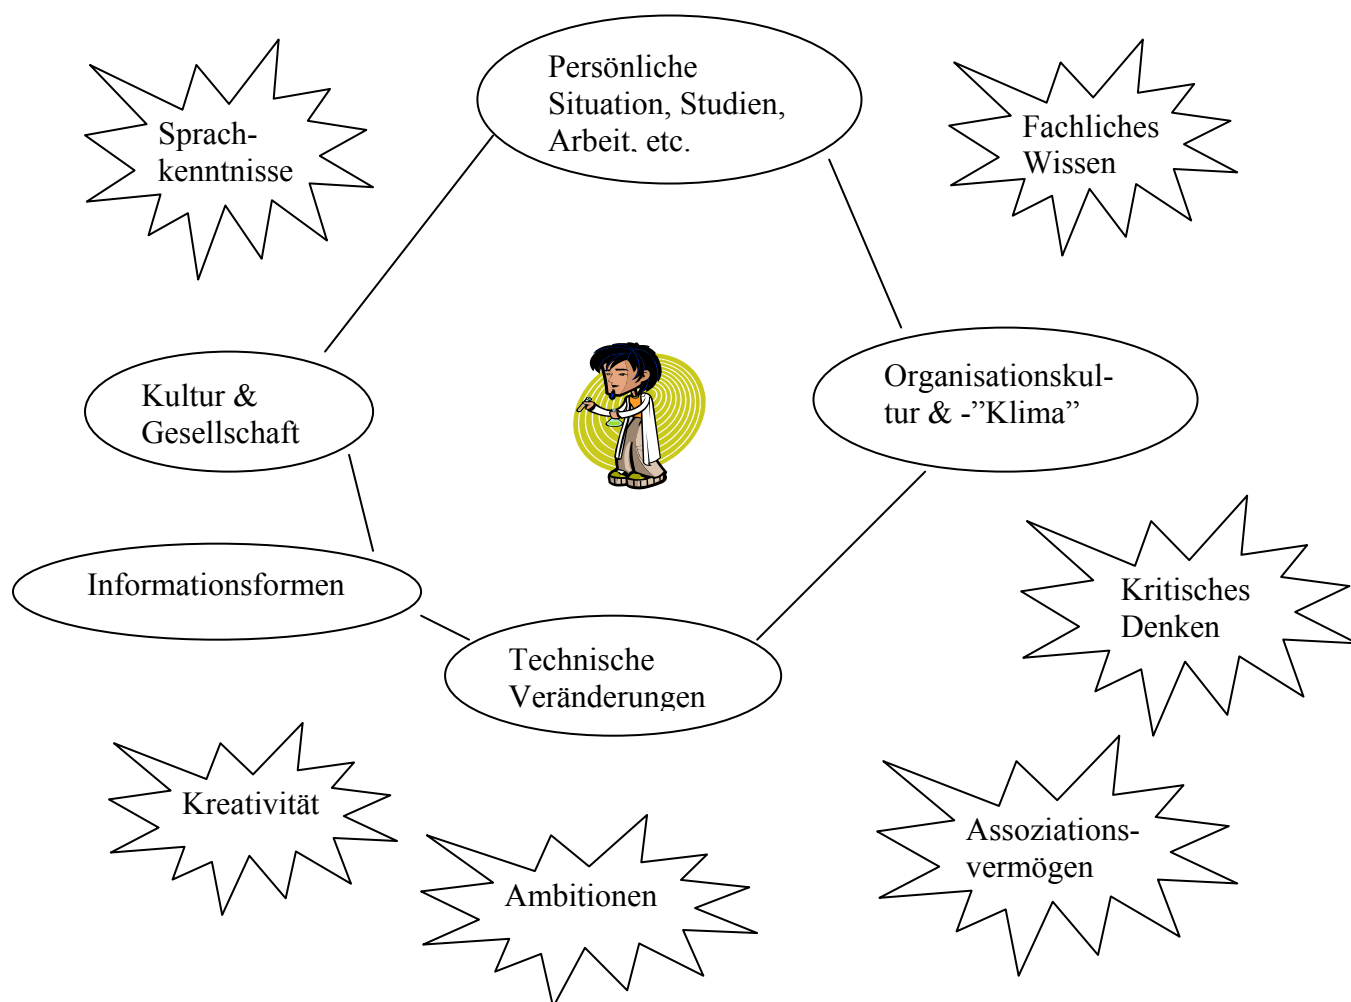 Persönliche
Situation, Studien,
Arbeit, etc.
Sprach-
kenntnisse
Fachliches
Wissen
Kultur &
Gesellschaft
Organisationskul-
tur & -”Klima”
Informationsformen
Kritisches
Denken
Technische
Veränderungen
Kreativität
Assoziations-
vermögen
Ambitionen